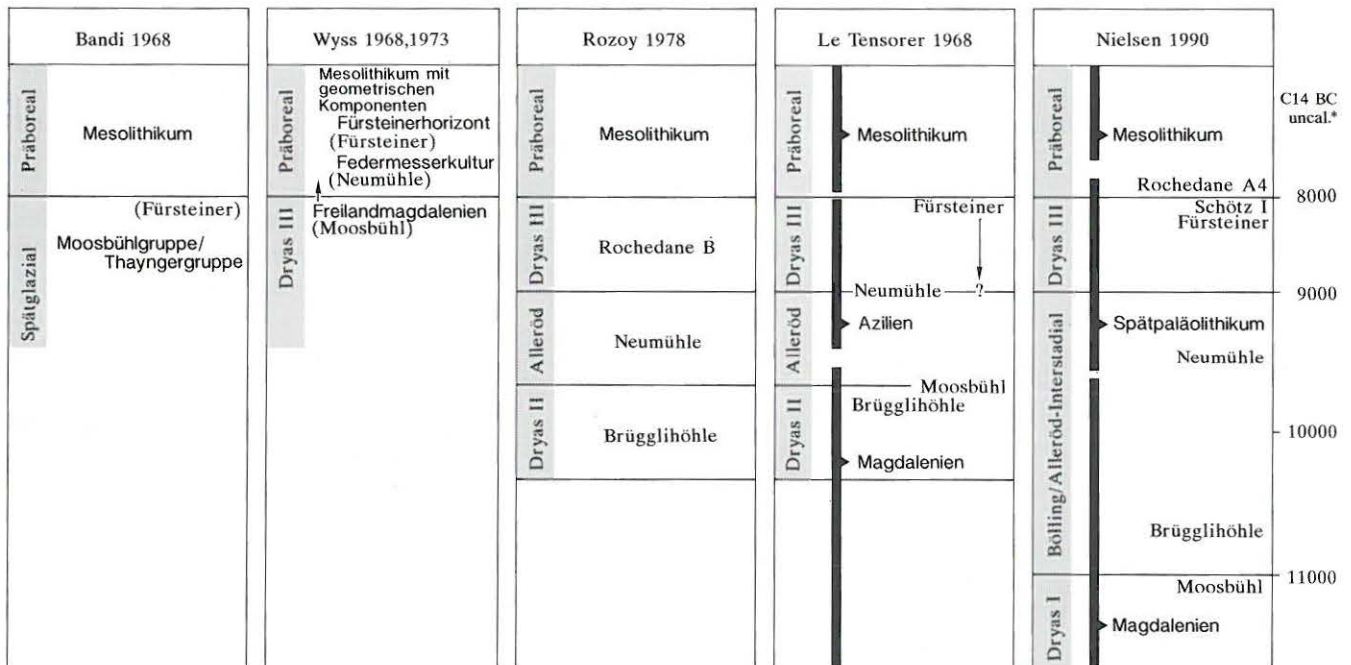 Bandi 1968
Präboreal
Mesolithikum
Spätglazial
(Fürsteiner)
Moosbühlgruppe/
Thayngergruppe
Wyss 1968,1973
Präboreal
Mesolithikum mit
geometrischen
Komponenten
Fürsteinerhorizont
(Fürsteiner)
Federmesserkultur
(Neumühle)
Dryas III
Freilandmagdalenien
(Moosbühl)
Rozoy 1978
Präboreal
Mesolithikum
Dryas III
Rochedane B
Alleröd
Neumühle
Dryas II
Brügglihöhle
Le Tensorer 1968
Präboreal
Mesolithikum
Dryas III
Fürsteiner
Neumühle ?
Alleröd
Azilien
Moosbühl
Dryas II
Brügglihöhle
Magdalenien
Nielsen 1990
Präboreal
Mesolithikum
Rochedane A4
Dryas III
Schötz I
Fürsteiner
Bölling/Alleröd-Interstadial
Spätpaläolithikum
Neumühle
Brügglihöhle
Dryas I
Moosbühl
Magdalenien
C14 BC
uncal.*
8000
9000
10000
11000